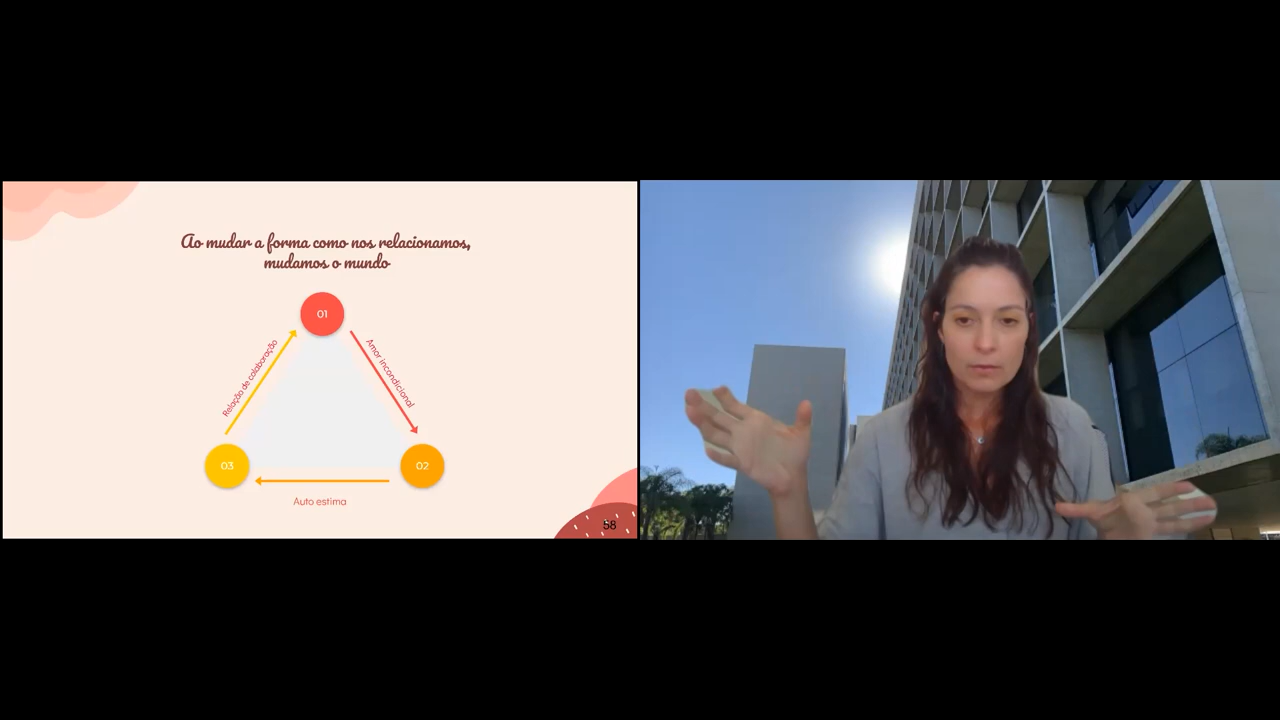 Ao mudar a forma como nos relacionamos,
mudamos o mundo
01
Relação de colaboração
Amor incondicional
03
02
Auto estima
58